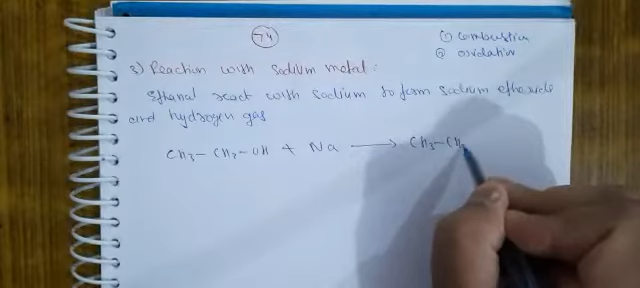 74
① Combustion
② oxidation
3) Reaction with Sodium metal:
Ethanol react with Sodium to form Sodium ethoxide
and hydrogen gas
CH₃-CH₂-OH + Na ⟶ CH₃-CH₂